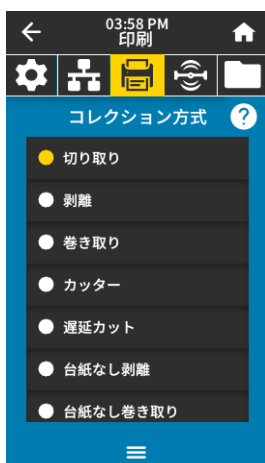 03:58 PM
印刷
コレクション方式 ?
切り取り
剥離
巻き取り
カッター
遅延カット
台紙なし剥離
台紙なし巻き取り